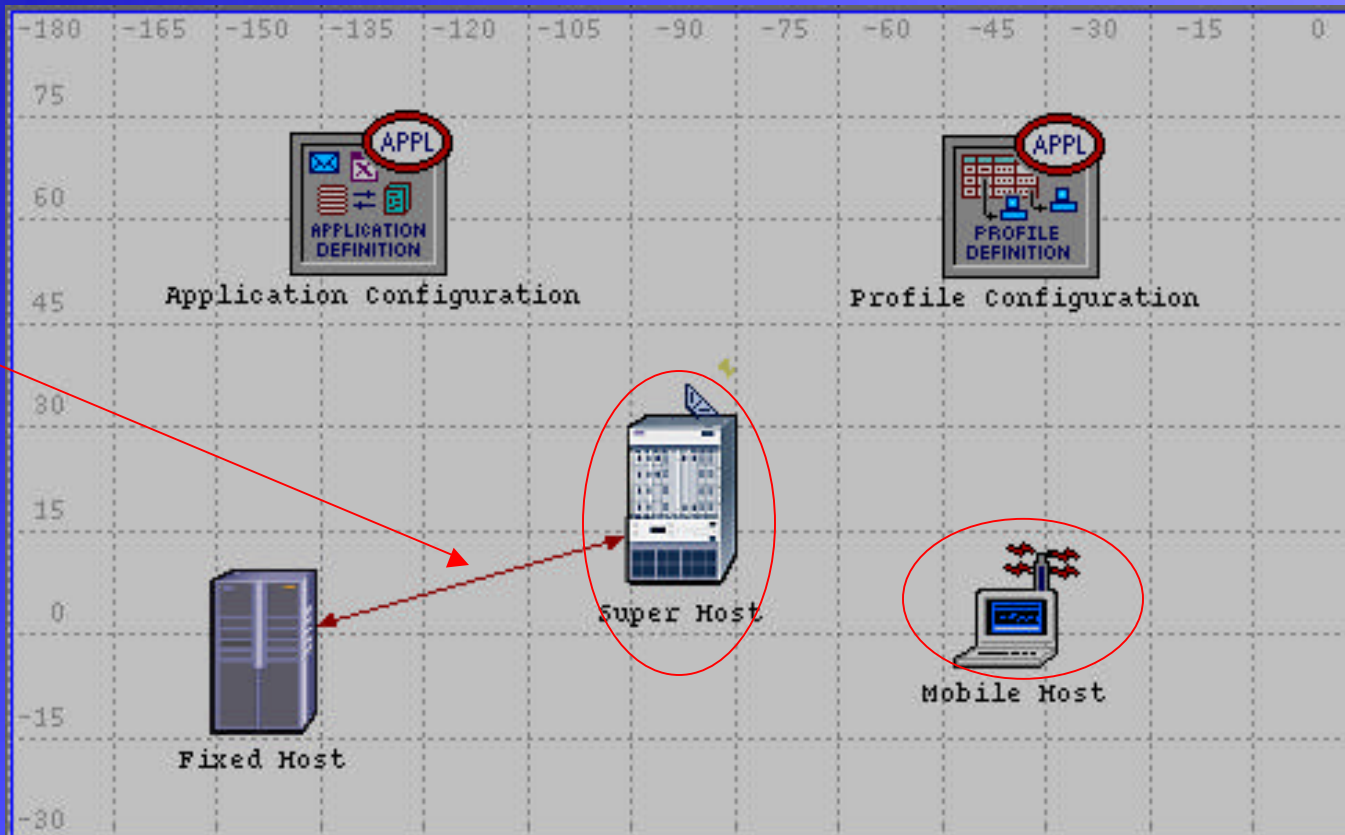 -180 -165 -150 -135 -120 -105 -90 -75 -60 -45 -30 -15 0
75
APPL
APPL
60
APPLICATION
DEFINITION
PROFILE
DEFINITION
Application Configuration
Profile Configuration
45
30
15
0
Super Host
Mobile Host
-15
Fixed Host
-30